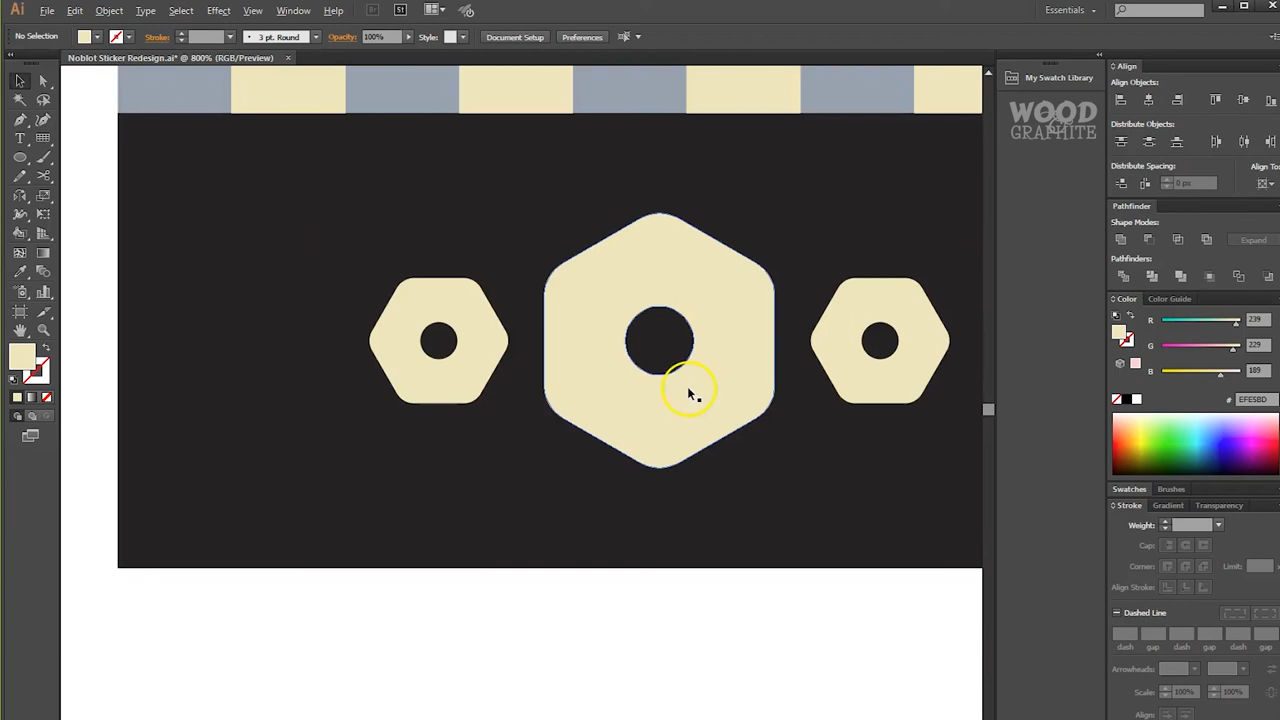 Ai File Edit Object Type Select Effect View Window Help Br St Essentials
No Selection Stroke: 3 pt. Round Opacity: 100% Style: Document Setup Preferences
Noblot Sticker Redesign.ai* @ 800% (RGB/Preview)
My Swatch Library
WOOD
GRAPHITE
Align
Align Objects:
Distribute Objects:
Distribute Spacing: Align To:
0 px
Pathfinder
Shape Modes:
Expand
Pathfinders:
Color Color Guide
R 239
G 229
B 189
# EFE5BD
Swatches Brushes
Stroke Gradient Transparency
Weight:
Cap:
Corner: Limit:
Align Stroke:
Dashed Line
dash gap dash gap dash gap
Arrowheads:
Scale: 100% 100%
Align: